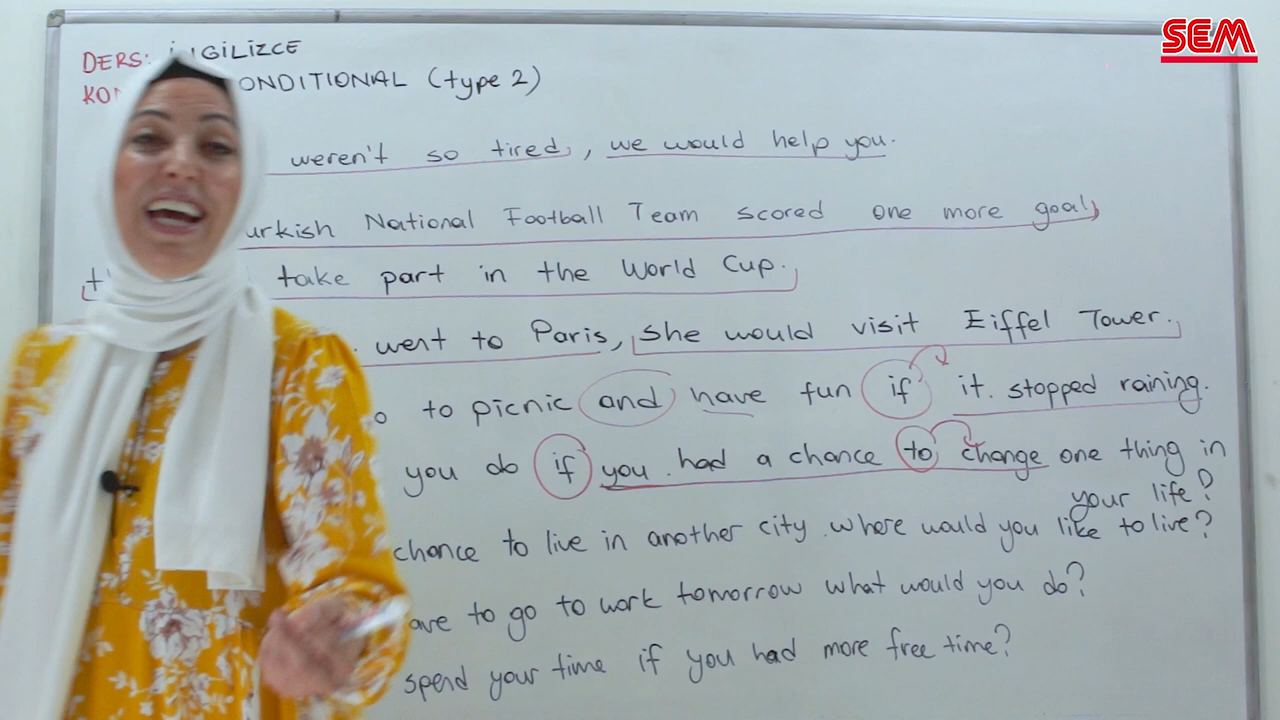 SEM
DERS: İNGİLİZCE
KO ONDITIONAL (type 2)
weren't so tired, we would help you.
urkish National Football Team scored one more goal,
t take part in the World Cup.
went to Paris, she would visit Eiffel Tower.
o to picnic and have fun if it stopped raining.
you do if you had a chance to change one thing in
your life?
chance to live in another city where would you like to live?
ave to go to work tomorrow what would you do?
spend your time if you had more free time?